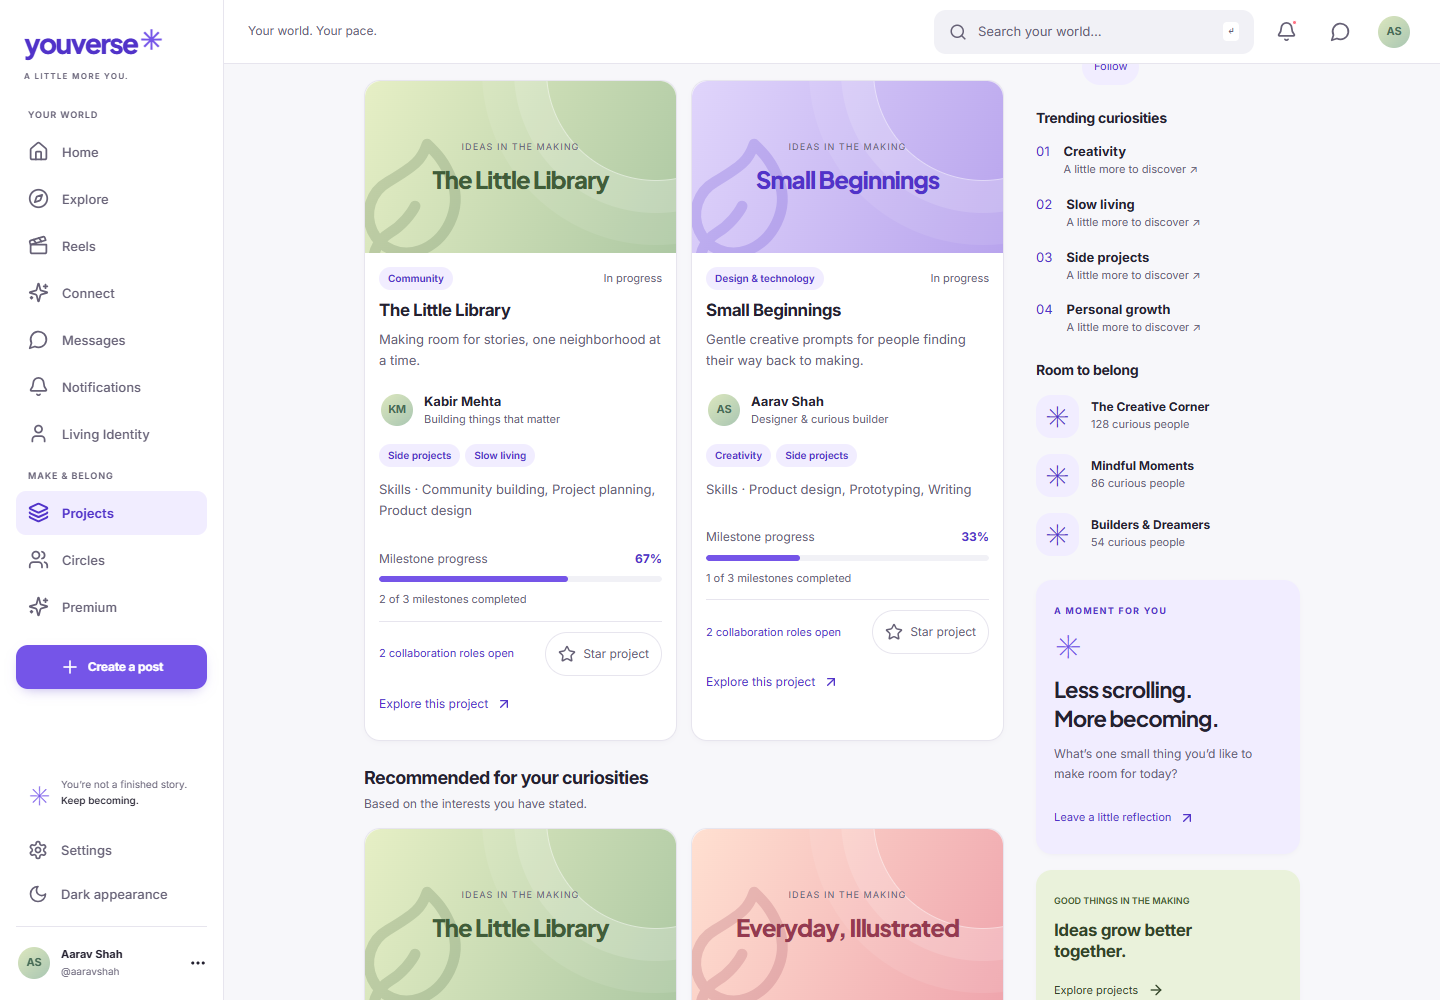 youverse
A LITTLE MORE YOU.
YOUR WORLD
Home
Explore
Reels
Connect
Messages
Notifications
Living Identity
MAKE & BELONG
Projects
Circles
Premium
Create a post
You're not a finished story.
Keep becoming.
Settings
Dark appearance
AS
Aarav Shah
@aaravshah
Your world. Your pace.
Search your world...
AS
IDEAS IN THE MAKING
The Little Library
Community
In progress
The Little Library
Making room for stories, one neighborhood at
a time.
KM
Kabir Mehta
Building things that matter
Side projects
Slow living
Skills · Community building, Project planning,
Product design
Milestone progress
67%
2 of 3 milestones completed
2 collaboration roles open
Star project
Explore this project
IDEAS IN THE MAKING
Small Beginnings
Design & technology
In progress
Small Beginnings
Gentle creative prompts for people finding
their way back to making.
AS
Aarav Shah
Designer & curious builder
Creativity
Side projects
Skills · Product design, Prototyping, Writing
Milestone progress
33%
1 of 3 milestones completed
2 collaboration roles open
Star project
Explore this project
Recommended for your curiosities
Based on the interests you have stated.
IDEAS IN THE MAKING
The Little Library
IDEAS IN THE MAKING
Everyday, Illustrated
Follow
Trending curiosities
01 Creativity
A little more to discover ↗
02 Slow living
A little more to discover ↗
03 Side projects
A little more to discover ↗
04 Personal growth
A little more to discover ↗
Room to belong
The Creative Corner
128 curious people
Mindful Moments
86 curious people
Builders & Dreamers
54 curious people
A MOMENT FOR YOU
Less scrolling.
More becoming.
What's one small thing you'd like to
make room for today?
Leave a little reflection
GOOD THINGS IN THE MAKING
Ideas grow better
together.
Explore projects